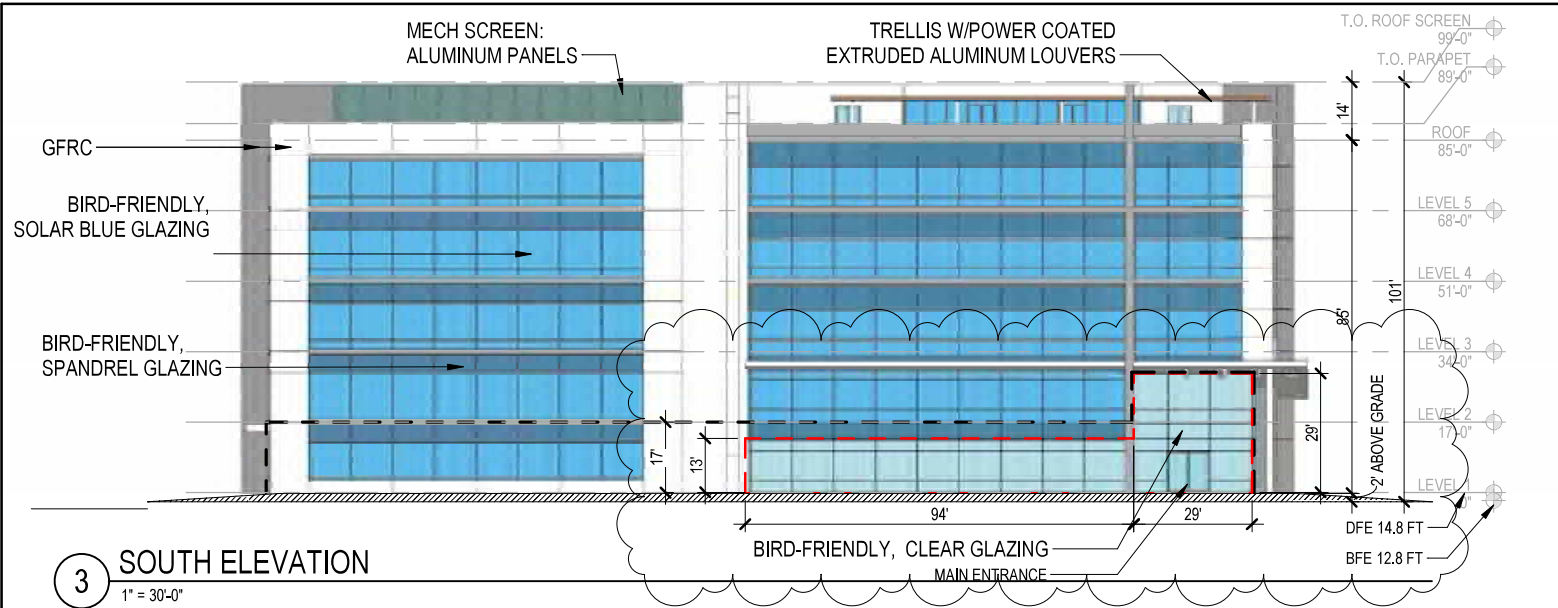 MECH SCREEN:
ALUMINUM PANELS
TRELLIS W/POWER COATED
EXTRUDED ALUMINUM LOUVERS
T.O. ROOF SCREEN
99'-0"
T.O. PARAPET
89'-0"
14'
GFRC
ROOF
85'-0"
BIRD-FRIENDLY,
SOLAR BLUE GLAZING
LEVEL 5
68'-0"
LEVEL 4
51'-0"
101'
85'
BIRD-FRIENDLY,
SPANDREL GLAZING
LEVEL 3
34'-0"
LEVEL 2
17'-0"
17'
13'
29'
2' ABOVE GRADE
LEVEL
94'
29'
DFE 14.8 FT
BIRD-FRIENDLY, CLEAR GLAZING
BFE 12.8 FT
MAIN ENTRANCE
3 SOUTH ELEVATION
1" = 30'-0"